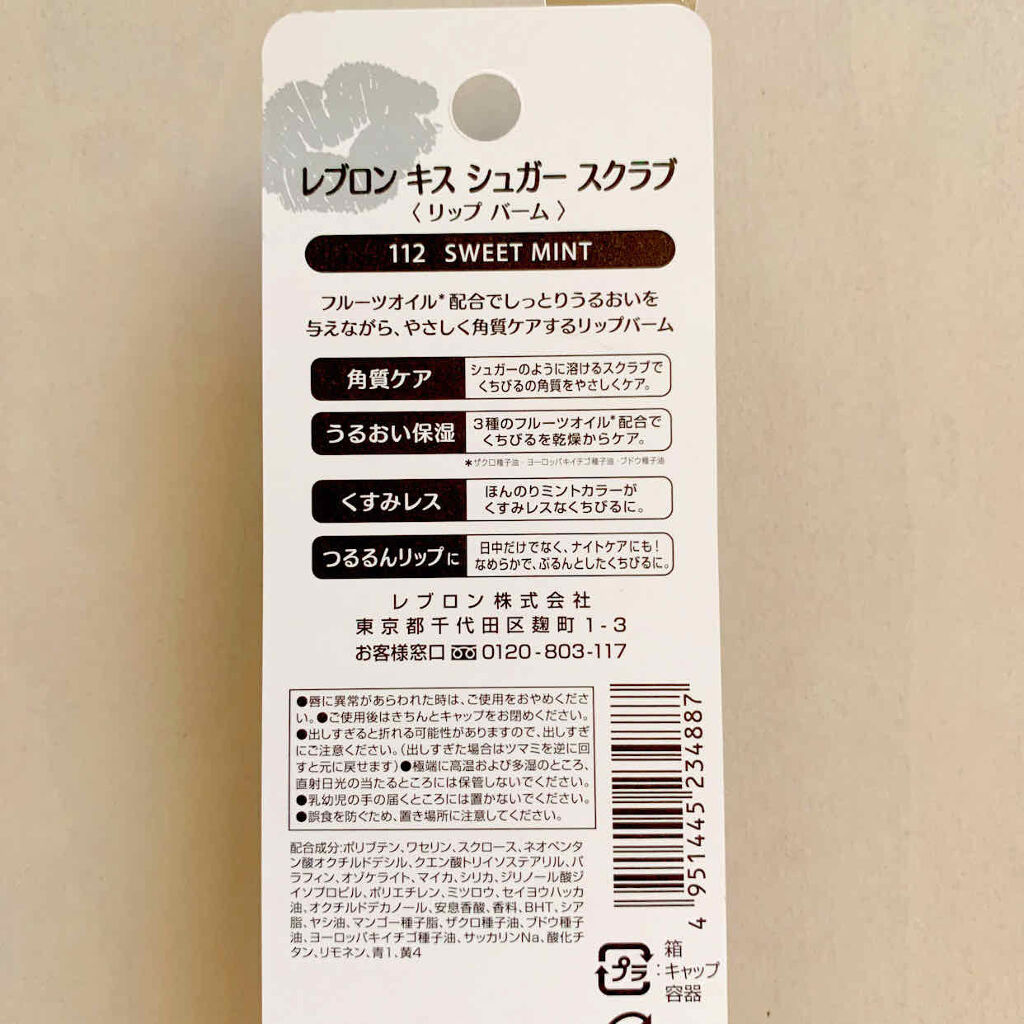 レブロン キス シュガー スクラブ
〈 リップ バーム 〉
112 SWEET MINT
フルーツオイル*配合でしっとりうるおいを
与えながら、やさしく角質ケアするリップバーム
角質ケア
シュガーのように溶けるスクラブで
くちびるの角質をやさしくケア。
うるおい保湿
3種のフルーツオイル*配合で
くちびるを乾燥からケア。
*ザクロ種子油・ヨーロッパキイチゴ種子油・ブドウ種子油
くすみレス
ほんのりミントカラーが
くすみレスなくちびるに。
つるるんリップに
日中だけでなく、ナイトケアにも!
なめらかで、ぷるんとしたくちびるに。
レブロン株式会社
東京都千代田区麹町1-3
お客様窓口 0120-803-117
●唇に異常があらわれた時は、ご使用をおやめくださ
い。●ご使用後はきちんとキャップをお閉めください。
●出しすぎると折れる可能性がありますので、出しすぎ
にご注意ください。(出しすぎた場合はツマミを逆に回
すと元に戻せます)●極端に高温および多湿のところ、
直射日光の当たるところには保管しないでください。
●乳幼児の手の届くところには置かないでください。
●誤食を防ぐため、置き場所に注意してください。
配合成分:ポリブテン、ワセリン、スクロース、ネオペンタ
ン酸オクチルドデシル、クエン酸トリイソステアリル、パ
ラフィン、オゾケライト、マイカ、シリカ、ジリノール酸ジ
イソプロピル、ポリエチレン、ミツロウ、セイヨウハッカ
油、オクチルドデカノール、安息香酸、香料、BHT、シア
脂、ヤシ油、マンゴー種子脂、ザクロ種子油、ブドウ種子
油、ヨーロッパキイチゴ種子油、サッカリンNa、酸化チ
タン、リモネン、青1、黄4
4 951445 234887
プラ
箱
:キャップ
容器